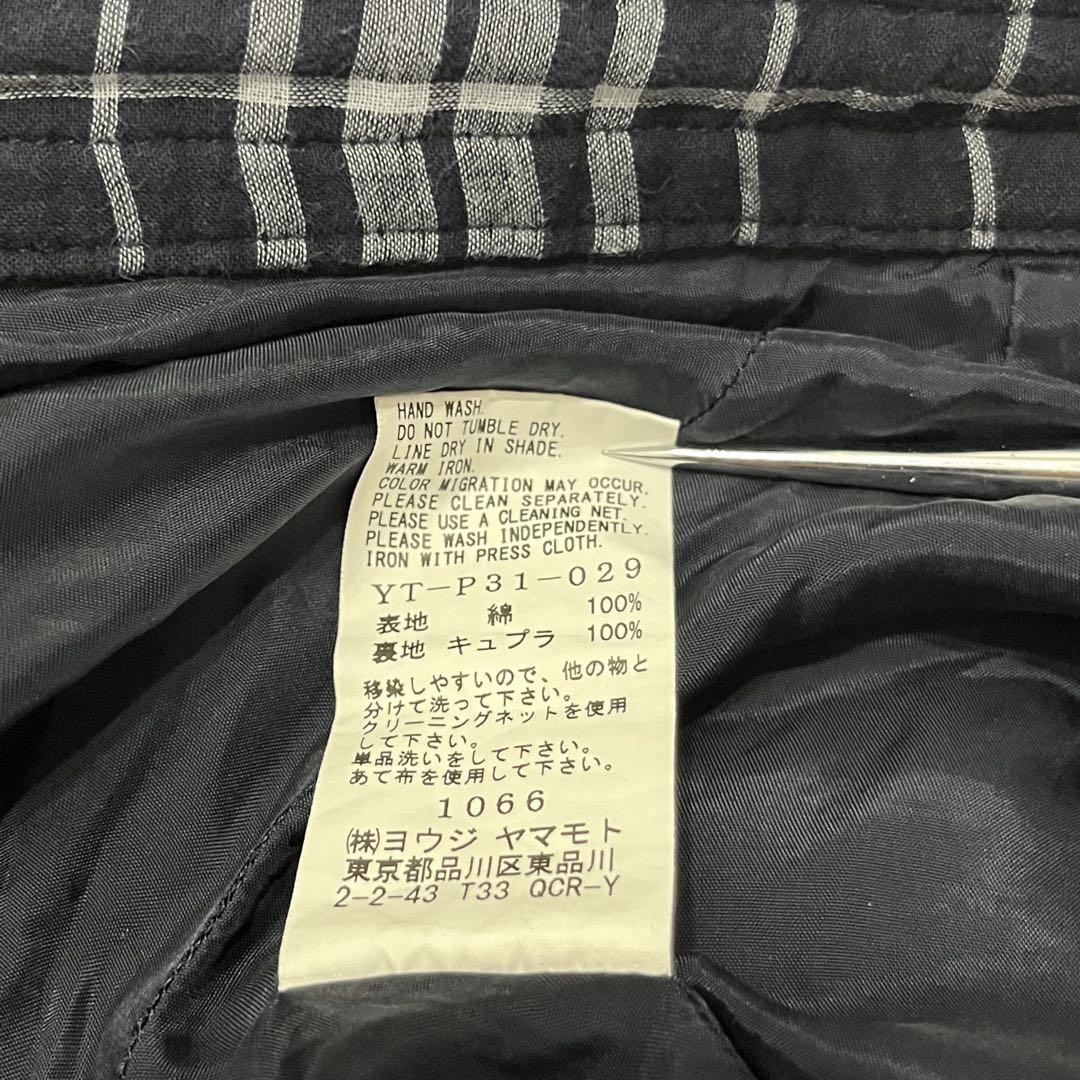 HAND WASH.
DO NOT TUMBLE DRY.
LINE DRY IN SHADE.
WARM IRON.
COLOR MIGRATION MAY OCCUR.
PLEASE CLEAN SEPARATELY.
PLEASE USE A CLEANING NET.
PLEASE WASH INDEPENDENTLY.
IRON WITH PRESS CLOTH.
YT-P31-029
表地 綿 100%
裏地 キュプラ 100%
移染しやすいので、他の物と
分けて洗って下さい。
クリーニングネットを使用
して下さい。
単品洗いをして下さい。
あて布を使用して下さい。
1066
㈱ヨウジ ヤマモト
東京都品川区東品川
2-2-43 T33 QCR-Y